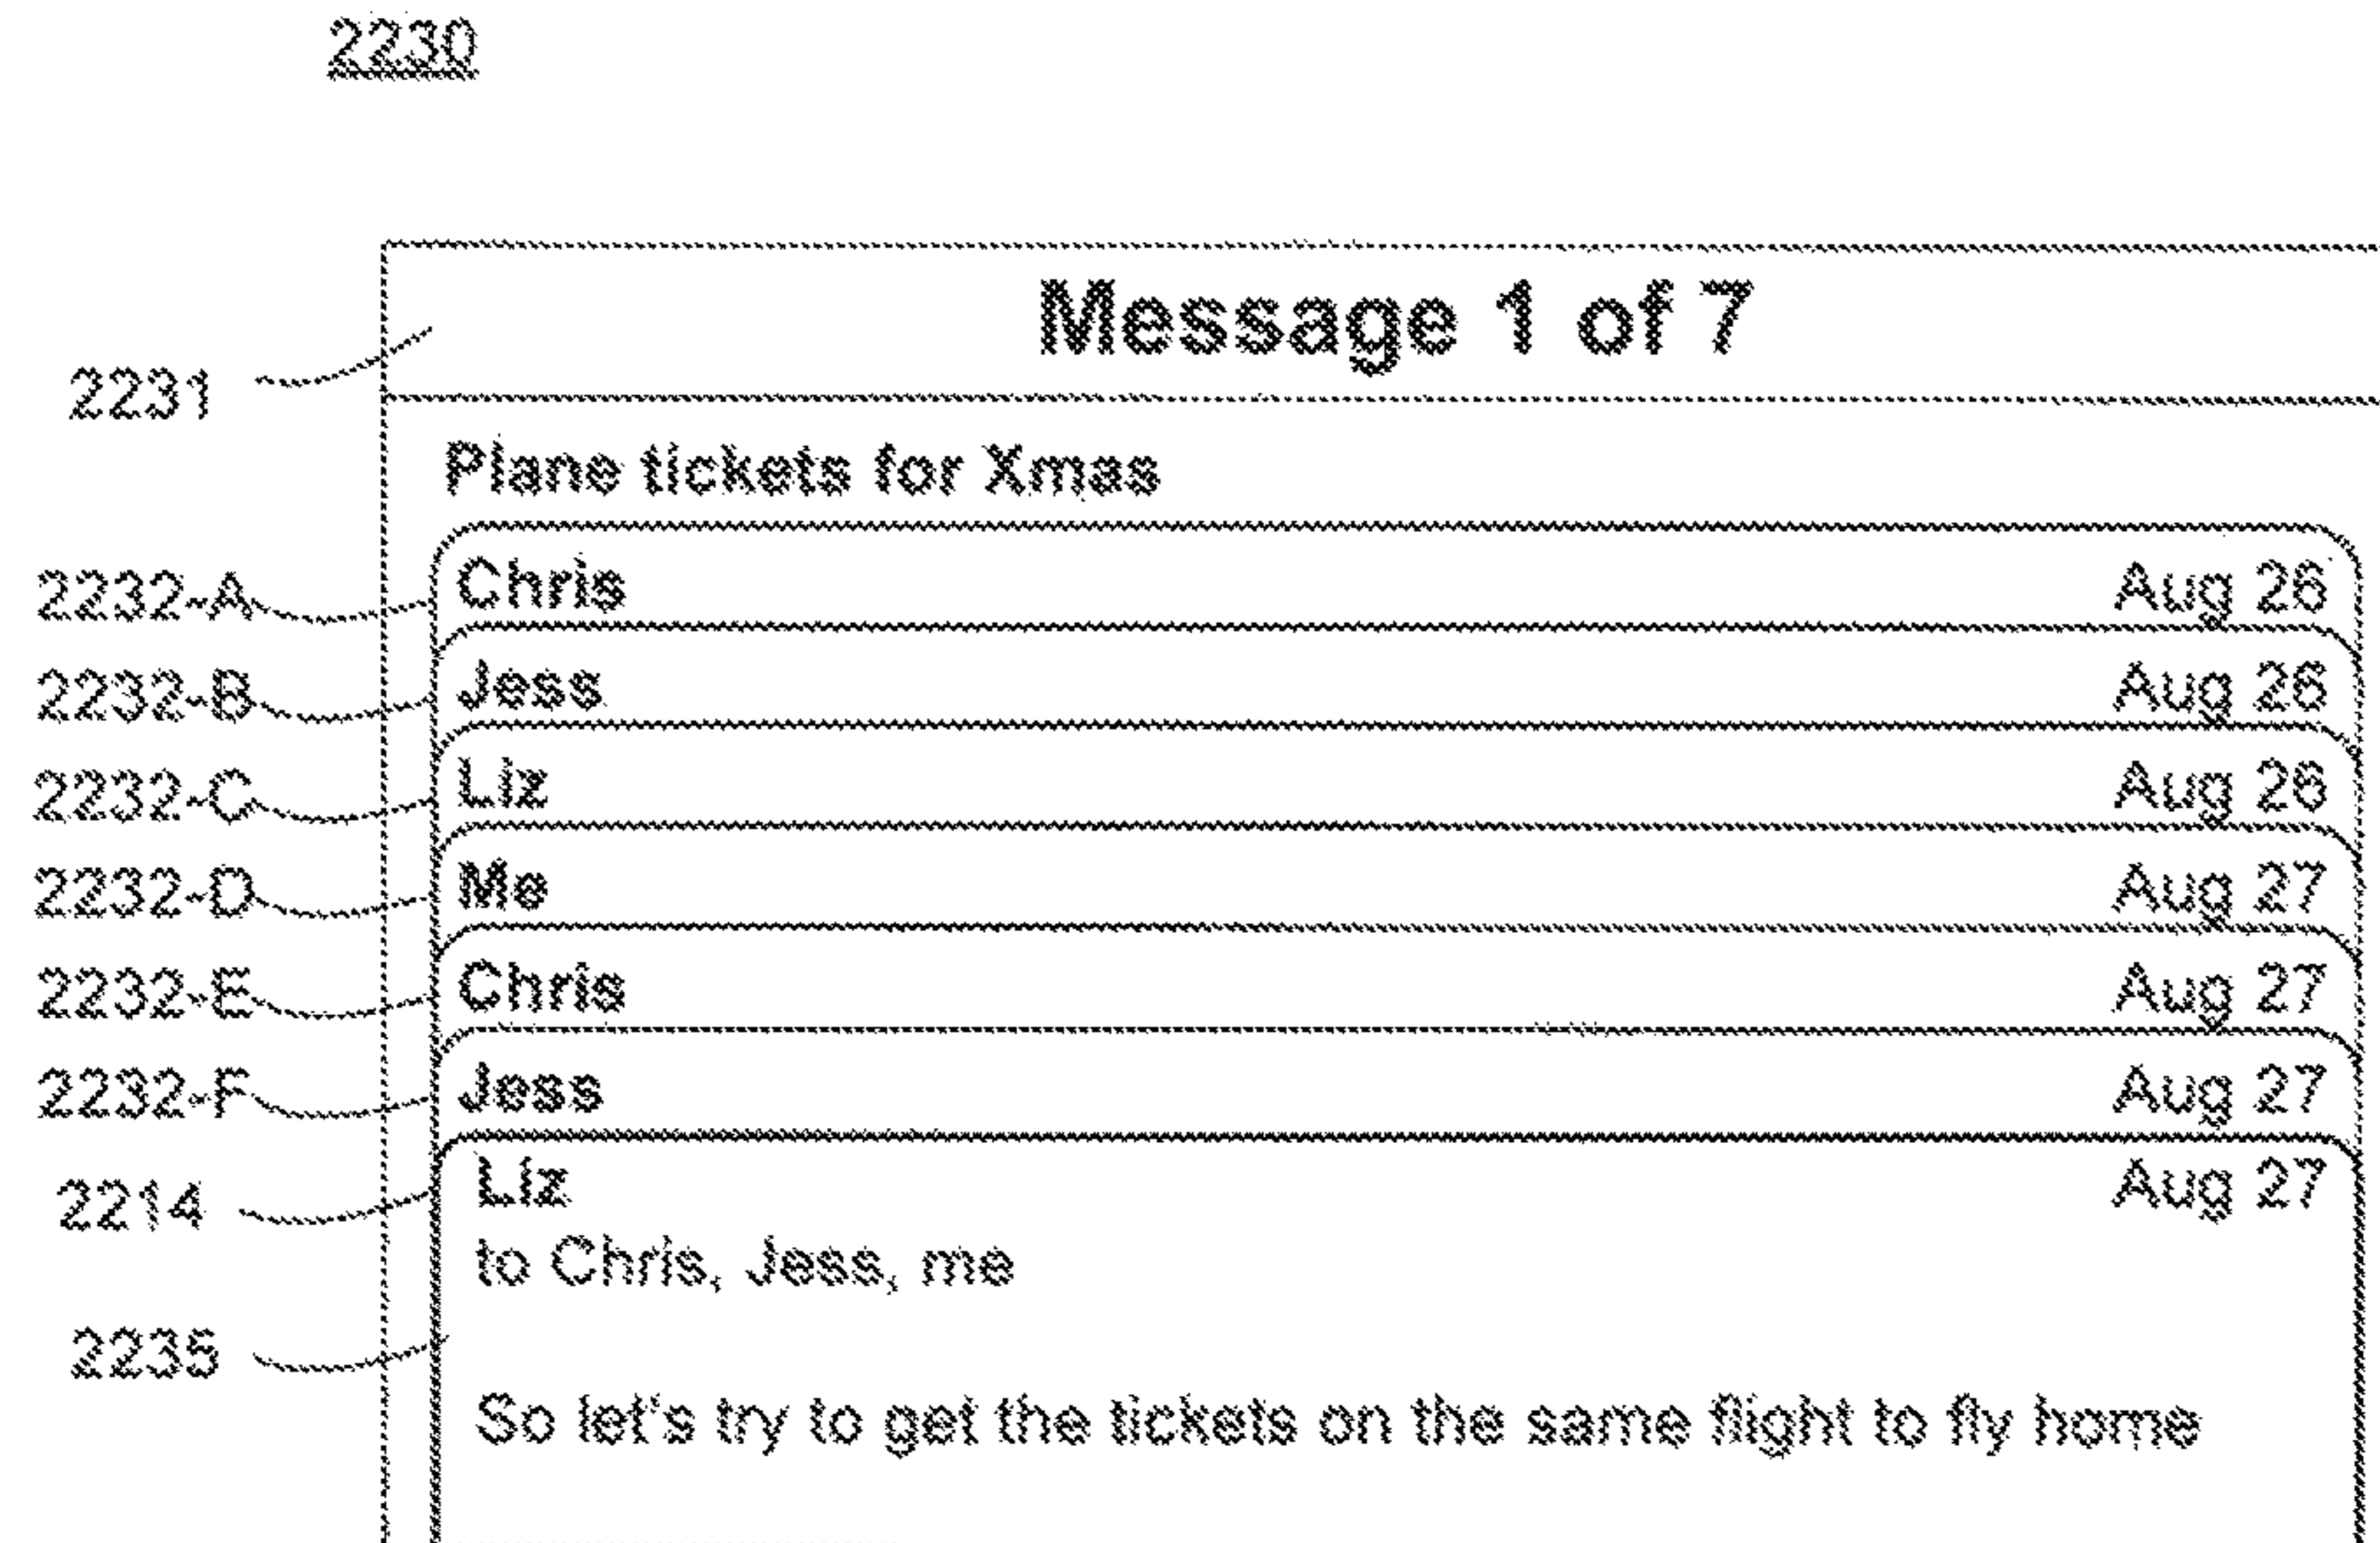 2230
2231 Message 1 of 7
Plane tickets for Xmas
2232-A Chris Aug 26
2232-B Jess Aug 26
2232-C Liz Aug 26
2232-D Me Aug 27
2232-E Chris Aug 27
2232-F Jess Aug 27
2214 Liz Aug 27
to Chris, Jess, me
2235
So let's try to get the tickets on the same flight to fly home